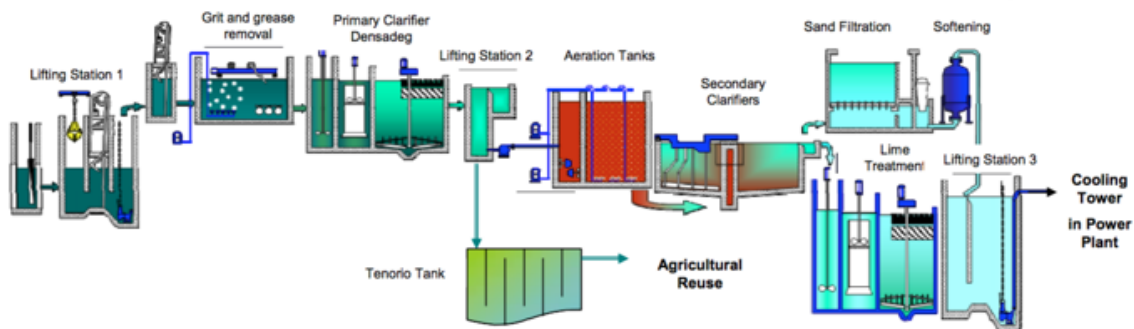 Lifting Station 1
Grit and grease
removal
Primary Clarifier
Densadeg
Lifting Station 2
Aeration Tanks
Secondary
Clarifiers
Sand Filtration
Softening
Lime
Treatment
Lifting Station 3
Cooling
Tower
in Power
Plant
Tenorio Tank
Agricultural
Reuse